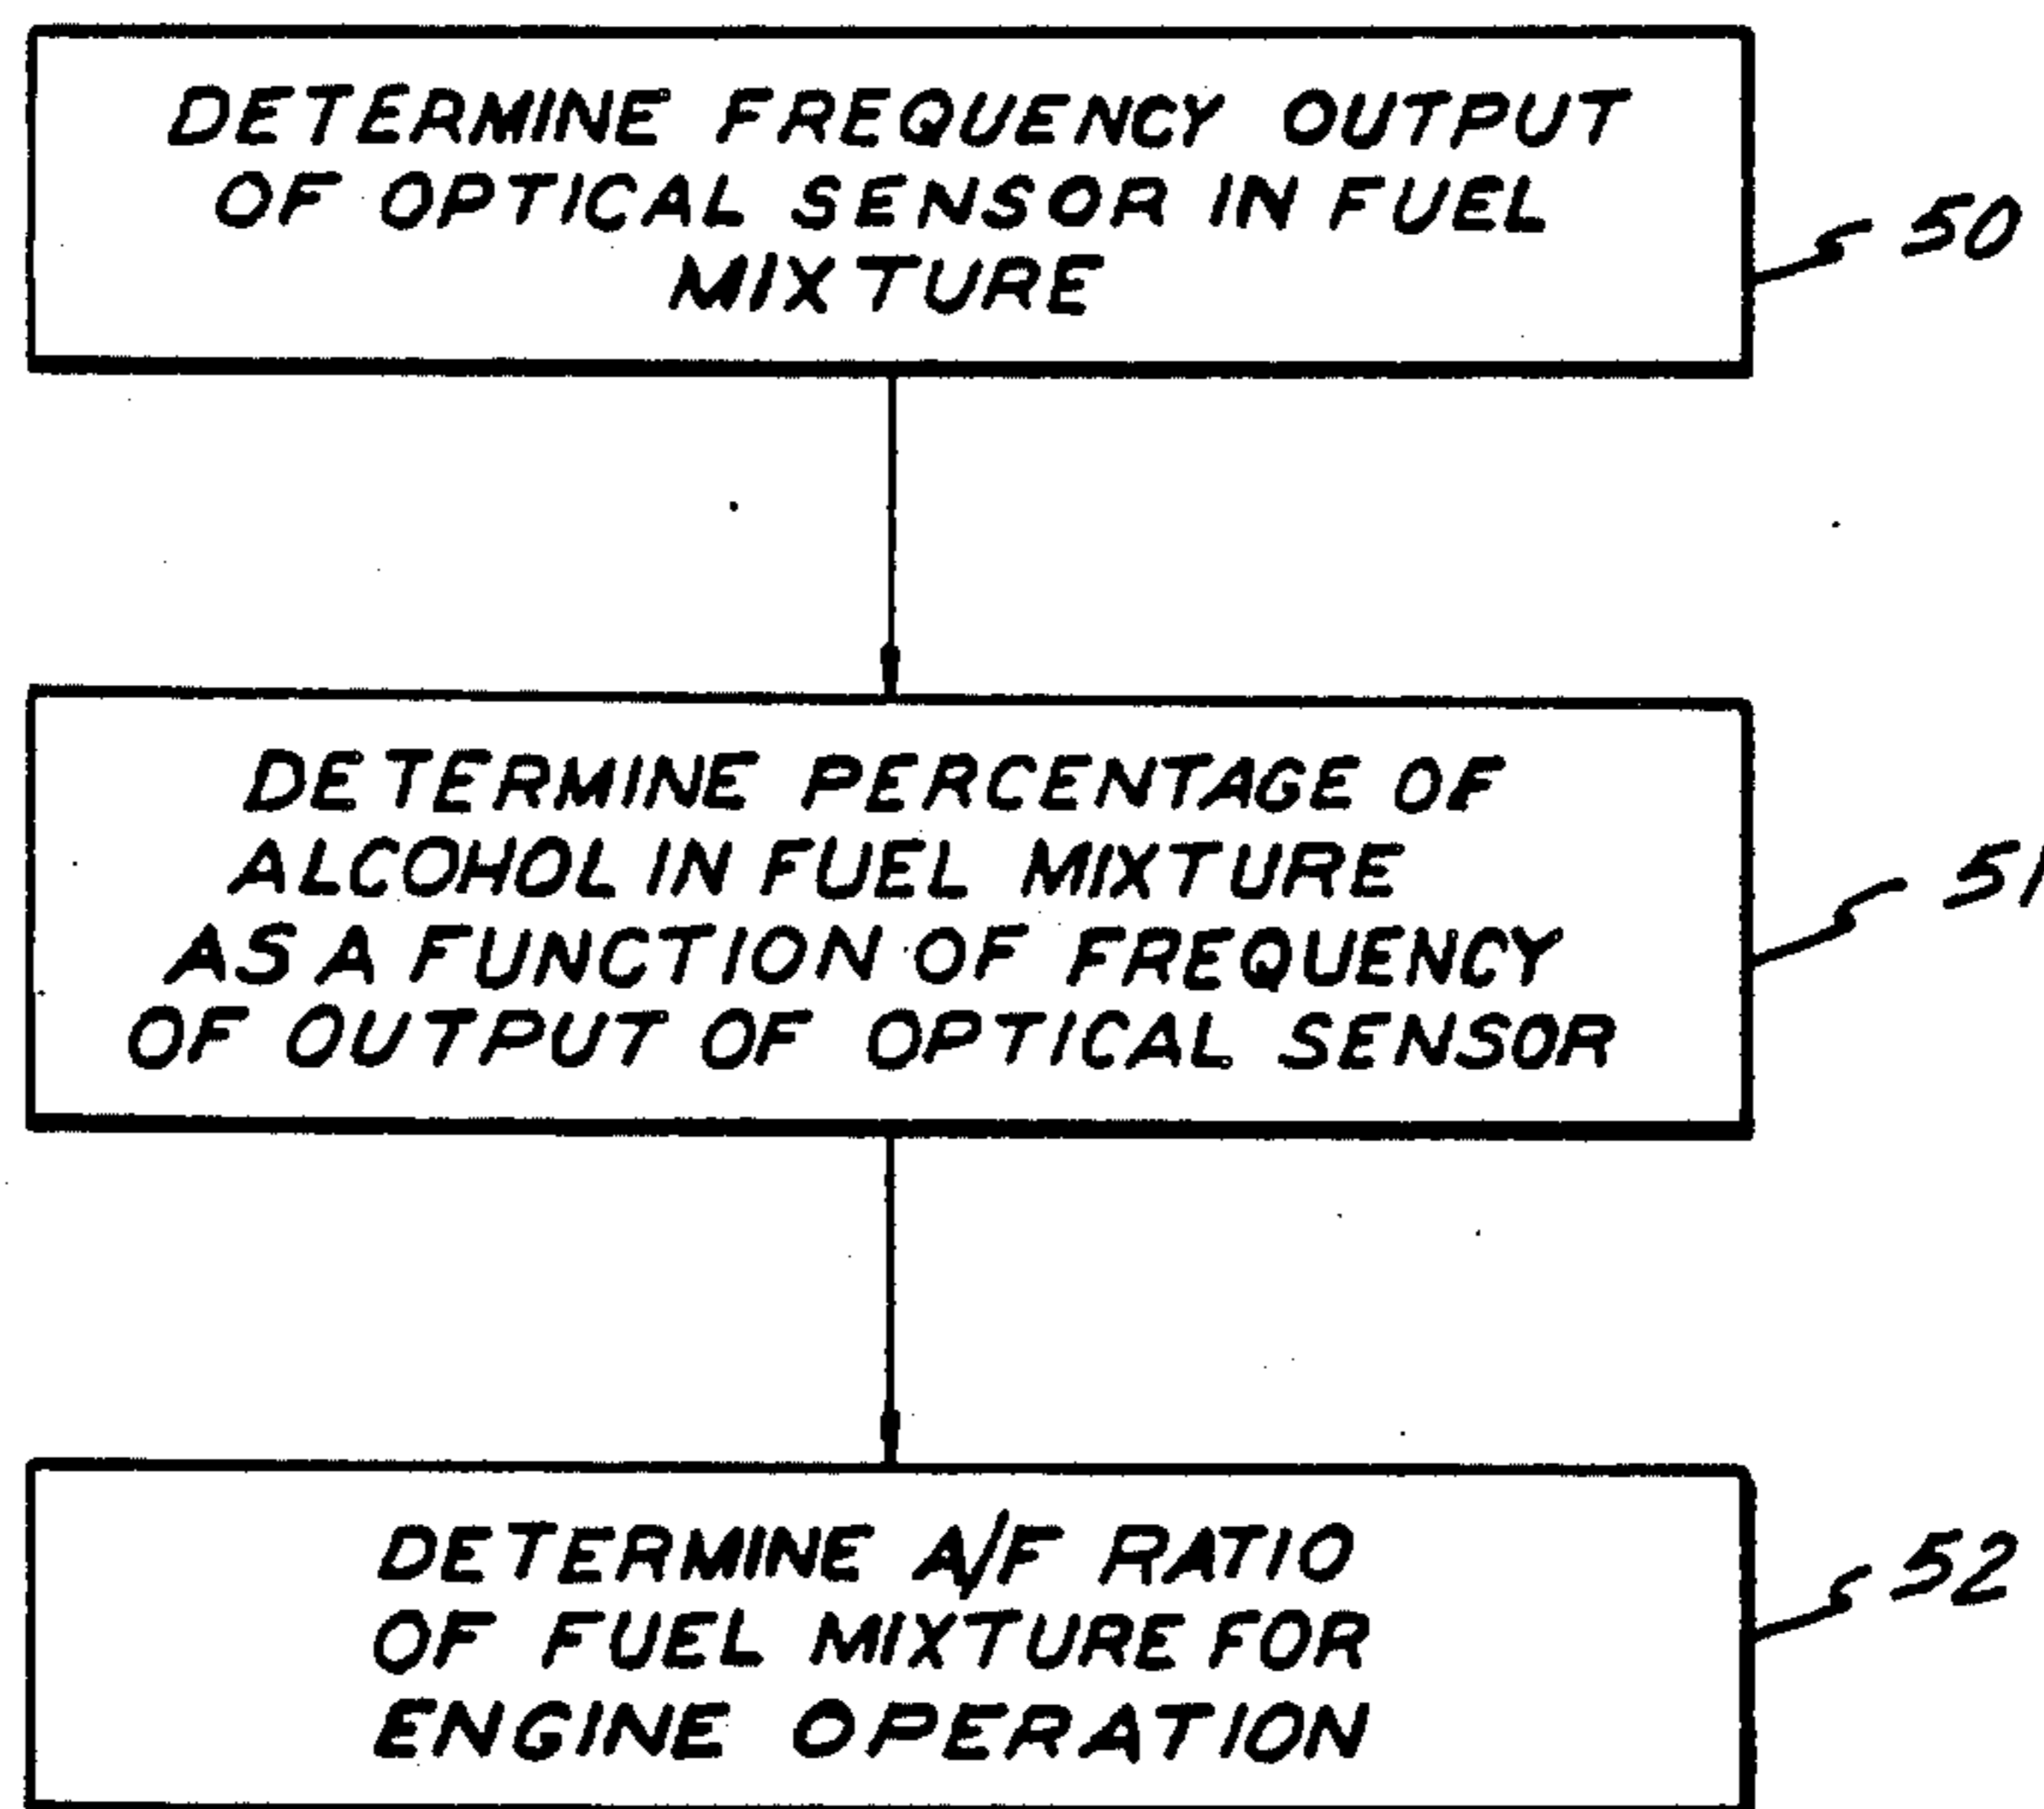 DETERMINE FREQUENCY OUTPUT
OF OPTICAL SENSOR IN FUEL
MIXTURE
50
DETERMINE PERCENTAGE OF
ALCOHOL IN FUEL MIXTURE
AS A FUNCTION OF FREQUENCY
OF OUTPUT OF OPTICAL SENSOR
51
DETERMINE A/F RATIO
OF FUEL MIXTURE FOR
ENGINE OPERATION
52